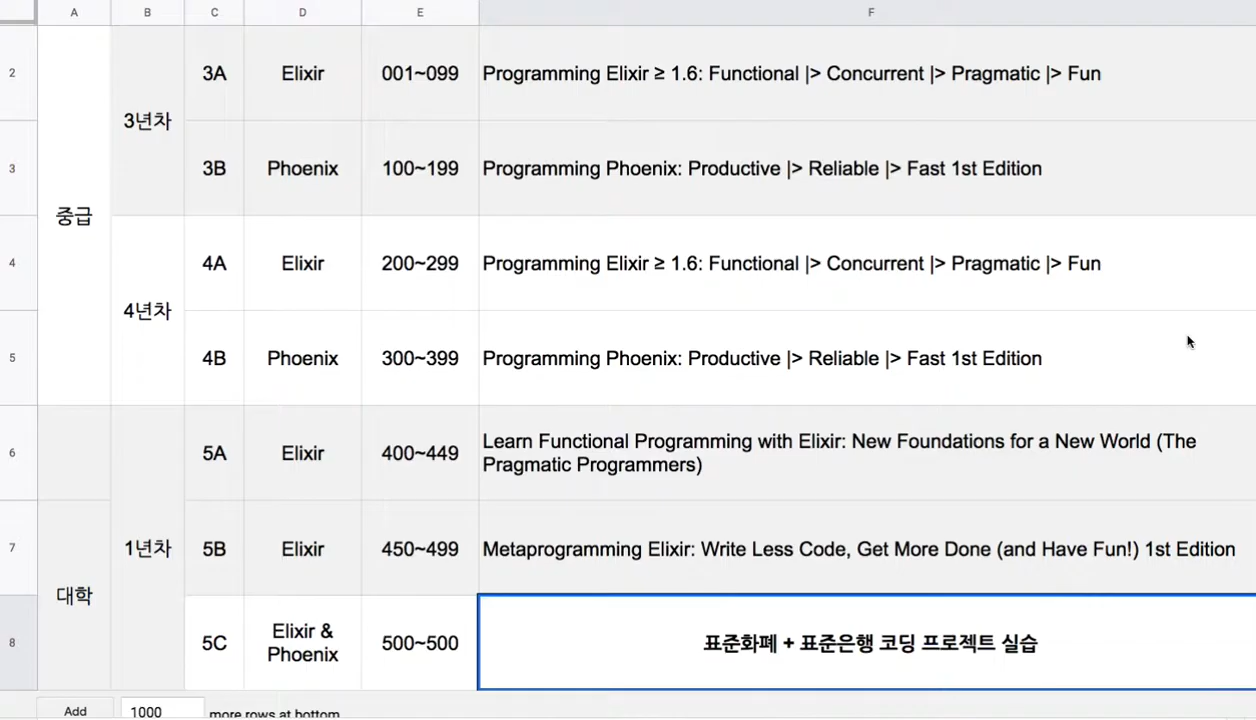 A B C D E F
2 3A Elixir 001~099 Programming Elixir ≥ 1.6: Functional |> Concurrent |> Pragmatic |> Fun
3년차
3 3B Phoenix 100~199 Programming Phoenix: Productive |> Reliable |> Fast 1st Edition
중급
4 4A Elixir 200~299 Programming Elixir ≥ 1.6: Functional |> Concurrent |> Pragmatic |> Fun
4년차
5 4B Phoenix 300~399 Programming Phoenix: Productive |> Reliable |> Fast 1st Edition
6 5A Elixir 400~449 Learn Functional Programming with Elixir: New Foundations for a New World (The
Pragmatic Programmers)
7 1년차 5B Elixir 450~499 Metaprogramming Elixir: Write Less Code, Get More Done (and Have Fun!) 1st Edition
대학
8 5C Elixir &
Phoenix 500~500 표준화폐 + 표준은행 코딩 프로젝트 실습
Add 1000 more rows at bottom